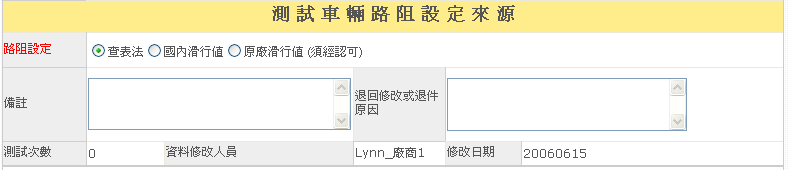 測試車輛路阻設定來源
路阻設定 查表法 國內滑行值 原廠滑行值 (須經認可)
備註 退回修改或退件原因
測試次數 0 資料修改人員 Lynn_廠商1 修改日期 20060615